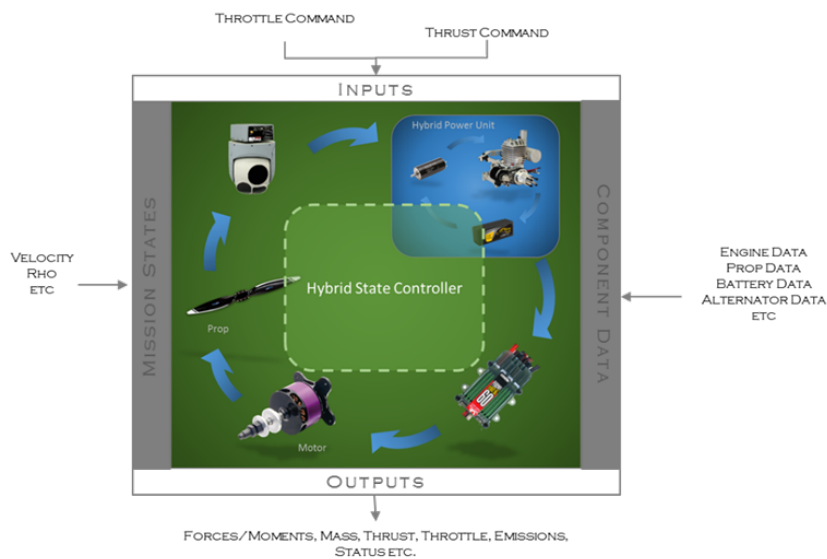 THROTTLE COMMAND
THRUST COMMAND
INPUTS
Hybrid Power Unit
MISSION STATES
VELOCITY
RHO
ETC
Hybrid State Controller
Prop
Motor
COMPONENT DATA
ENGINE DATA
PROP DATA
BATTERY DATA
ALTERNATOR DATA
ETC
OUTPUTS
FORCES/MOMENTS, MASS, THRUST, THROTTLE, EMISSIONS,
STATUS ETC.